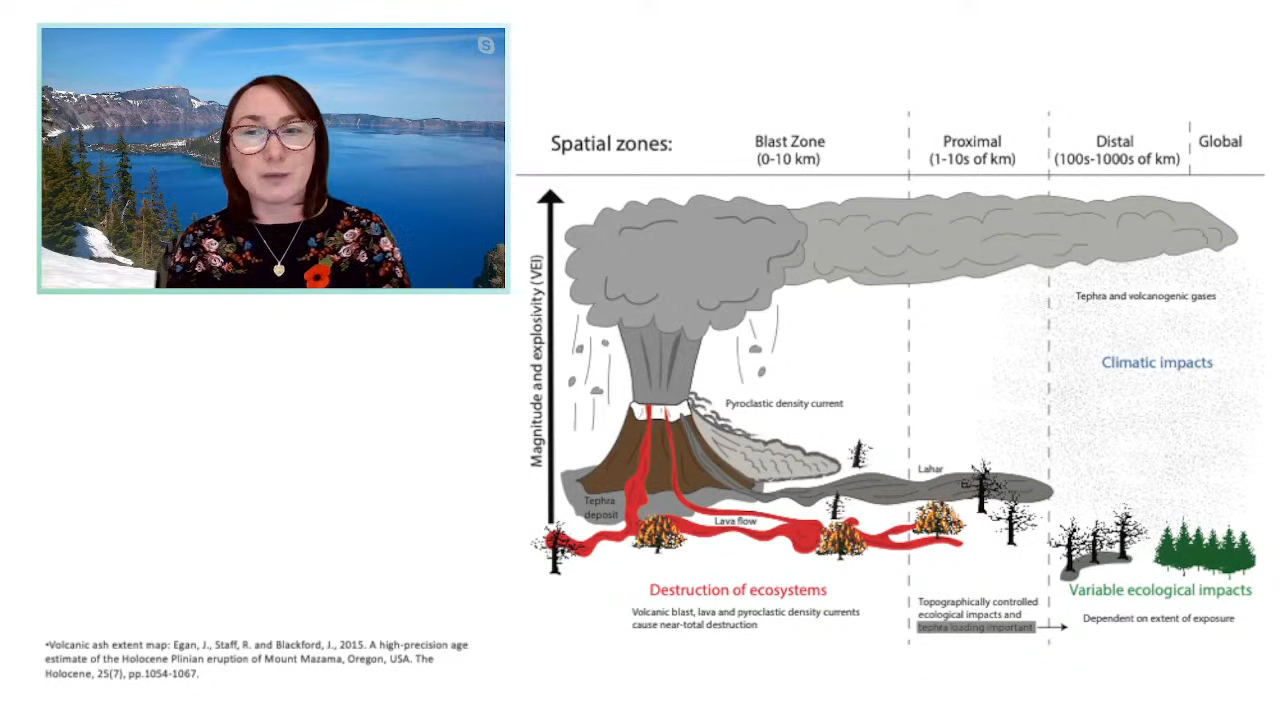 Spatial zones:
Blast Zone
(0-10 km)
Proximal
(1-10s of km)
Distal
(100s-1000s of km)
Global
Magnitude and explosivity (VEI)
Tephra and volcanogenic gases
Climatic impacts
Pyroclastic density current
Lahar
Tephra
deposit
Lava flow
Destruction of ecosystems
Volcanic blast, lava and pyroclastic density currents
cause near-total destruction
Topographically controlled
ecological impacts and
tephra loading important
Variable ecological impacts
Dependent on extent of exposure
•Volcanic ash extent map: Egan, J., Staff, R. and Blackford, J., 2015. A high-precision age
estimate of the Holocene Plinian eruption of Mount Mazama, Oregon, USA. The
Holocene, 25(7), pp.1054-1067.